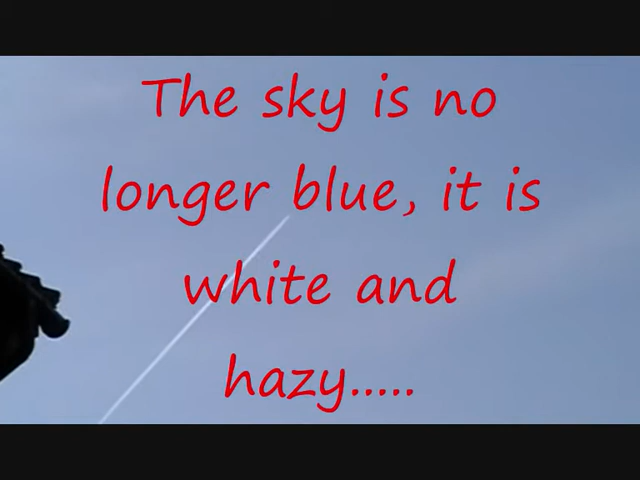 The sky is no
longer blue, it is
white and
hazy.....